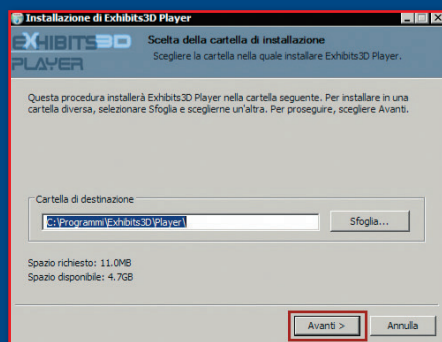 Installazione di Exhibits3D Player
EXHIBITS3D
PLAYER
Scelta della cartella di installazione
Scegliere la cartella nella quale installare Exhibits3D Player.
Questa procedura installerà Exhibits3D Player nella cartella seguente. Per installare in una
cartella diversa, selezionare Sfoglia e sceglierne un'altra. Per proseguire, scegliere Avanti.
Cartella di destinazione
C:\Programmi\Exhibits3D\Player\
Sfoglia...
Spazio richiesto: 11.0MB
Spazio disponibile: 4.7GB
Avanti >
Annulla